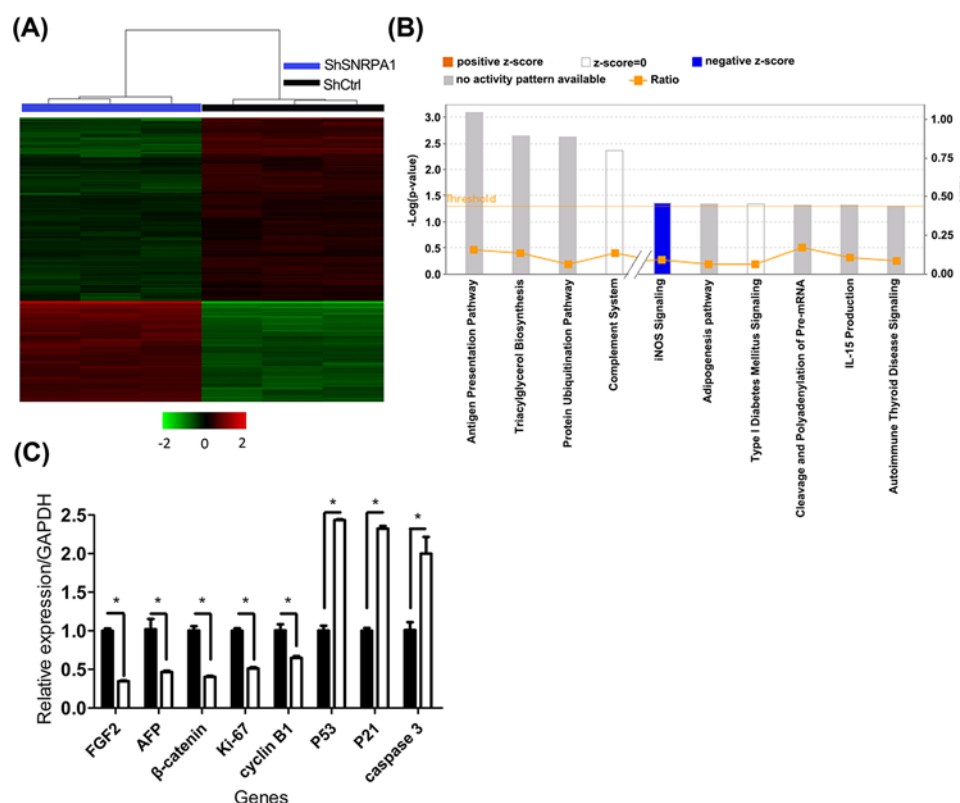 (A)
ShSNRPA1
ShCtrl
-2 0 2
(B)
positive z-score
z-score=0
negative z-score
no activity pattern available
Ratio
-Log(p-value)
3.0
2.5
2.0
1.5
1.0
0.5
0.0
Threshold
1.00
0.75
0.50
0.25
0.00
Antigen Presentation Pathway
Triacylglycerol Biosynthesis
Protein Ubiquitination Pathway
Complement System
iNOS Signaling
Adipogenesis pathway
Type I Diabetes Mellitus Signaling
Cleavage and Polyadenylation of Pre-mRNA
IL-15 Production
Autoimmune Thyroid Disease Signaling
(C)
Relative expression/GAPDH
2.5
2.0
1.5
1.0
0.5
0.0
* * * * * * * *
FGF2
AFP
β-catenin
Ki-67
cyclin B1
P53
P21
caspase 3
Genes